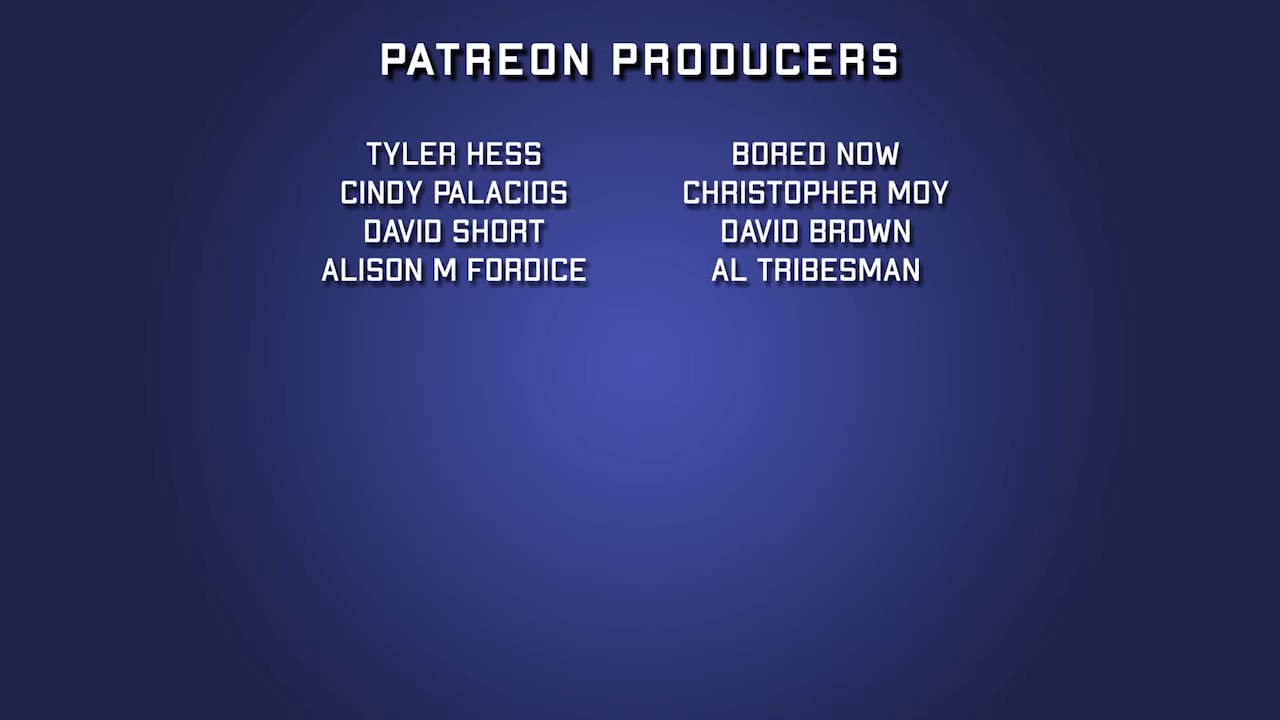 PATREON PRODUCERS
TYLER HESS
CINDY PALACIOS
DAVID SHORT
ALISON M FORDICE
BORED NOW
CHRISTOPHER MOY
DAVID BROWN
AL TRIBESMAN